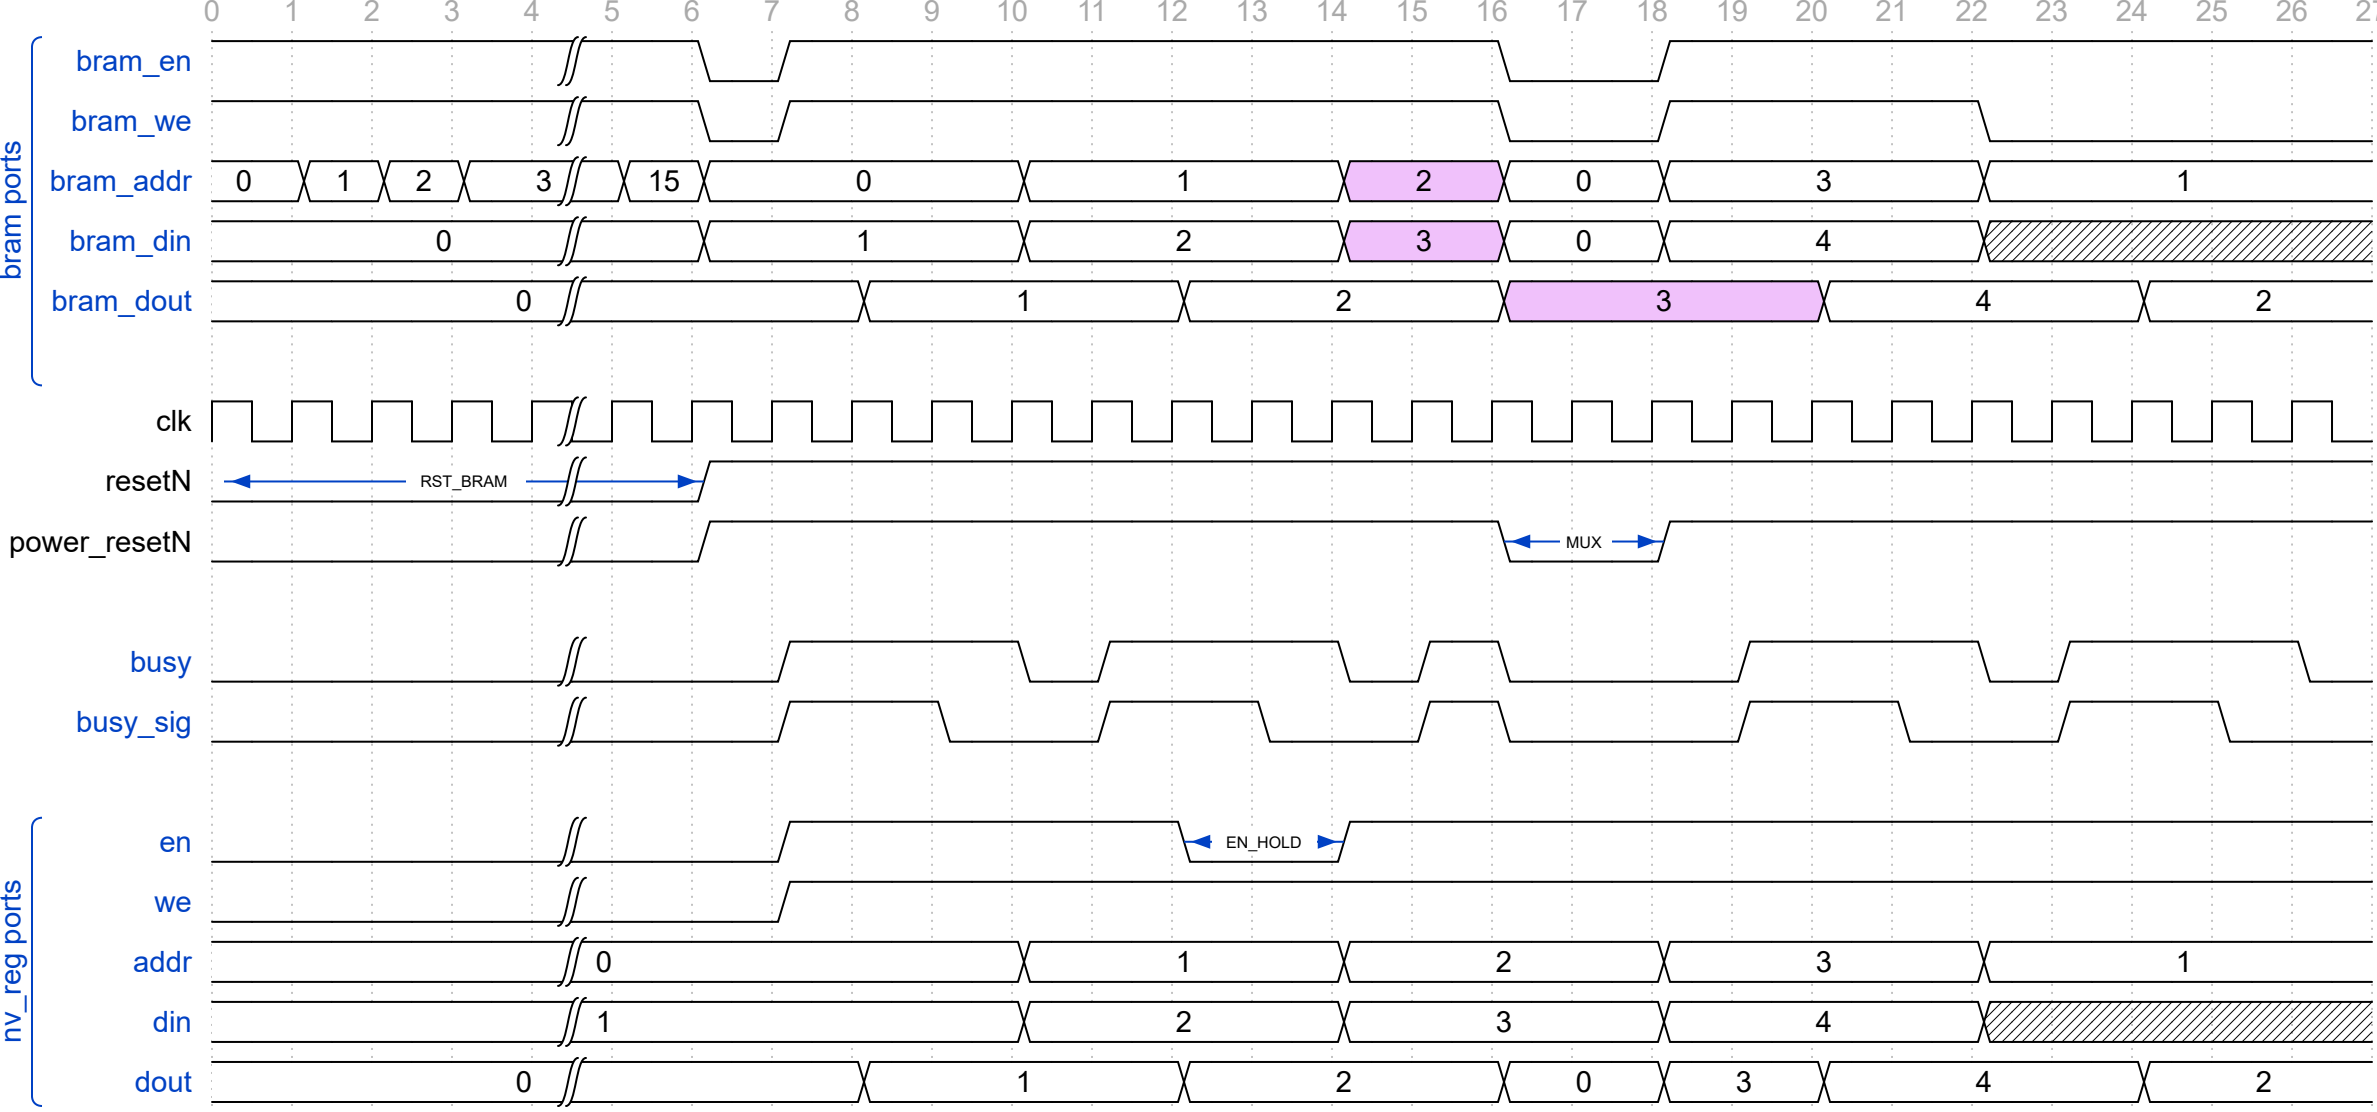 0 1 2 3 4 5 6 7 8 9 10 11 12 13 14 15 16 17 18 19 20 21 22 23 24 25 26 27
bram ports
bram_en
bram_we
bram_addr 0 1 2 3 15 0 1 2 0 3 1
bram_din 0 1 2 3 0 4
bram_dout 0 1 2 3 4 2
clk
resetN RST_BRAM
power_resetN MUX
busy
busy_sig
nv_reg ports
en EN_HOLD
we
addr 0 1 2 3 1
din 1 2 3 4
dout 0 1 2 0 3 4 2